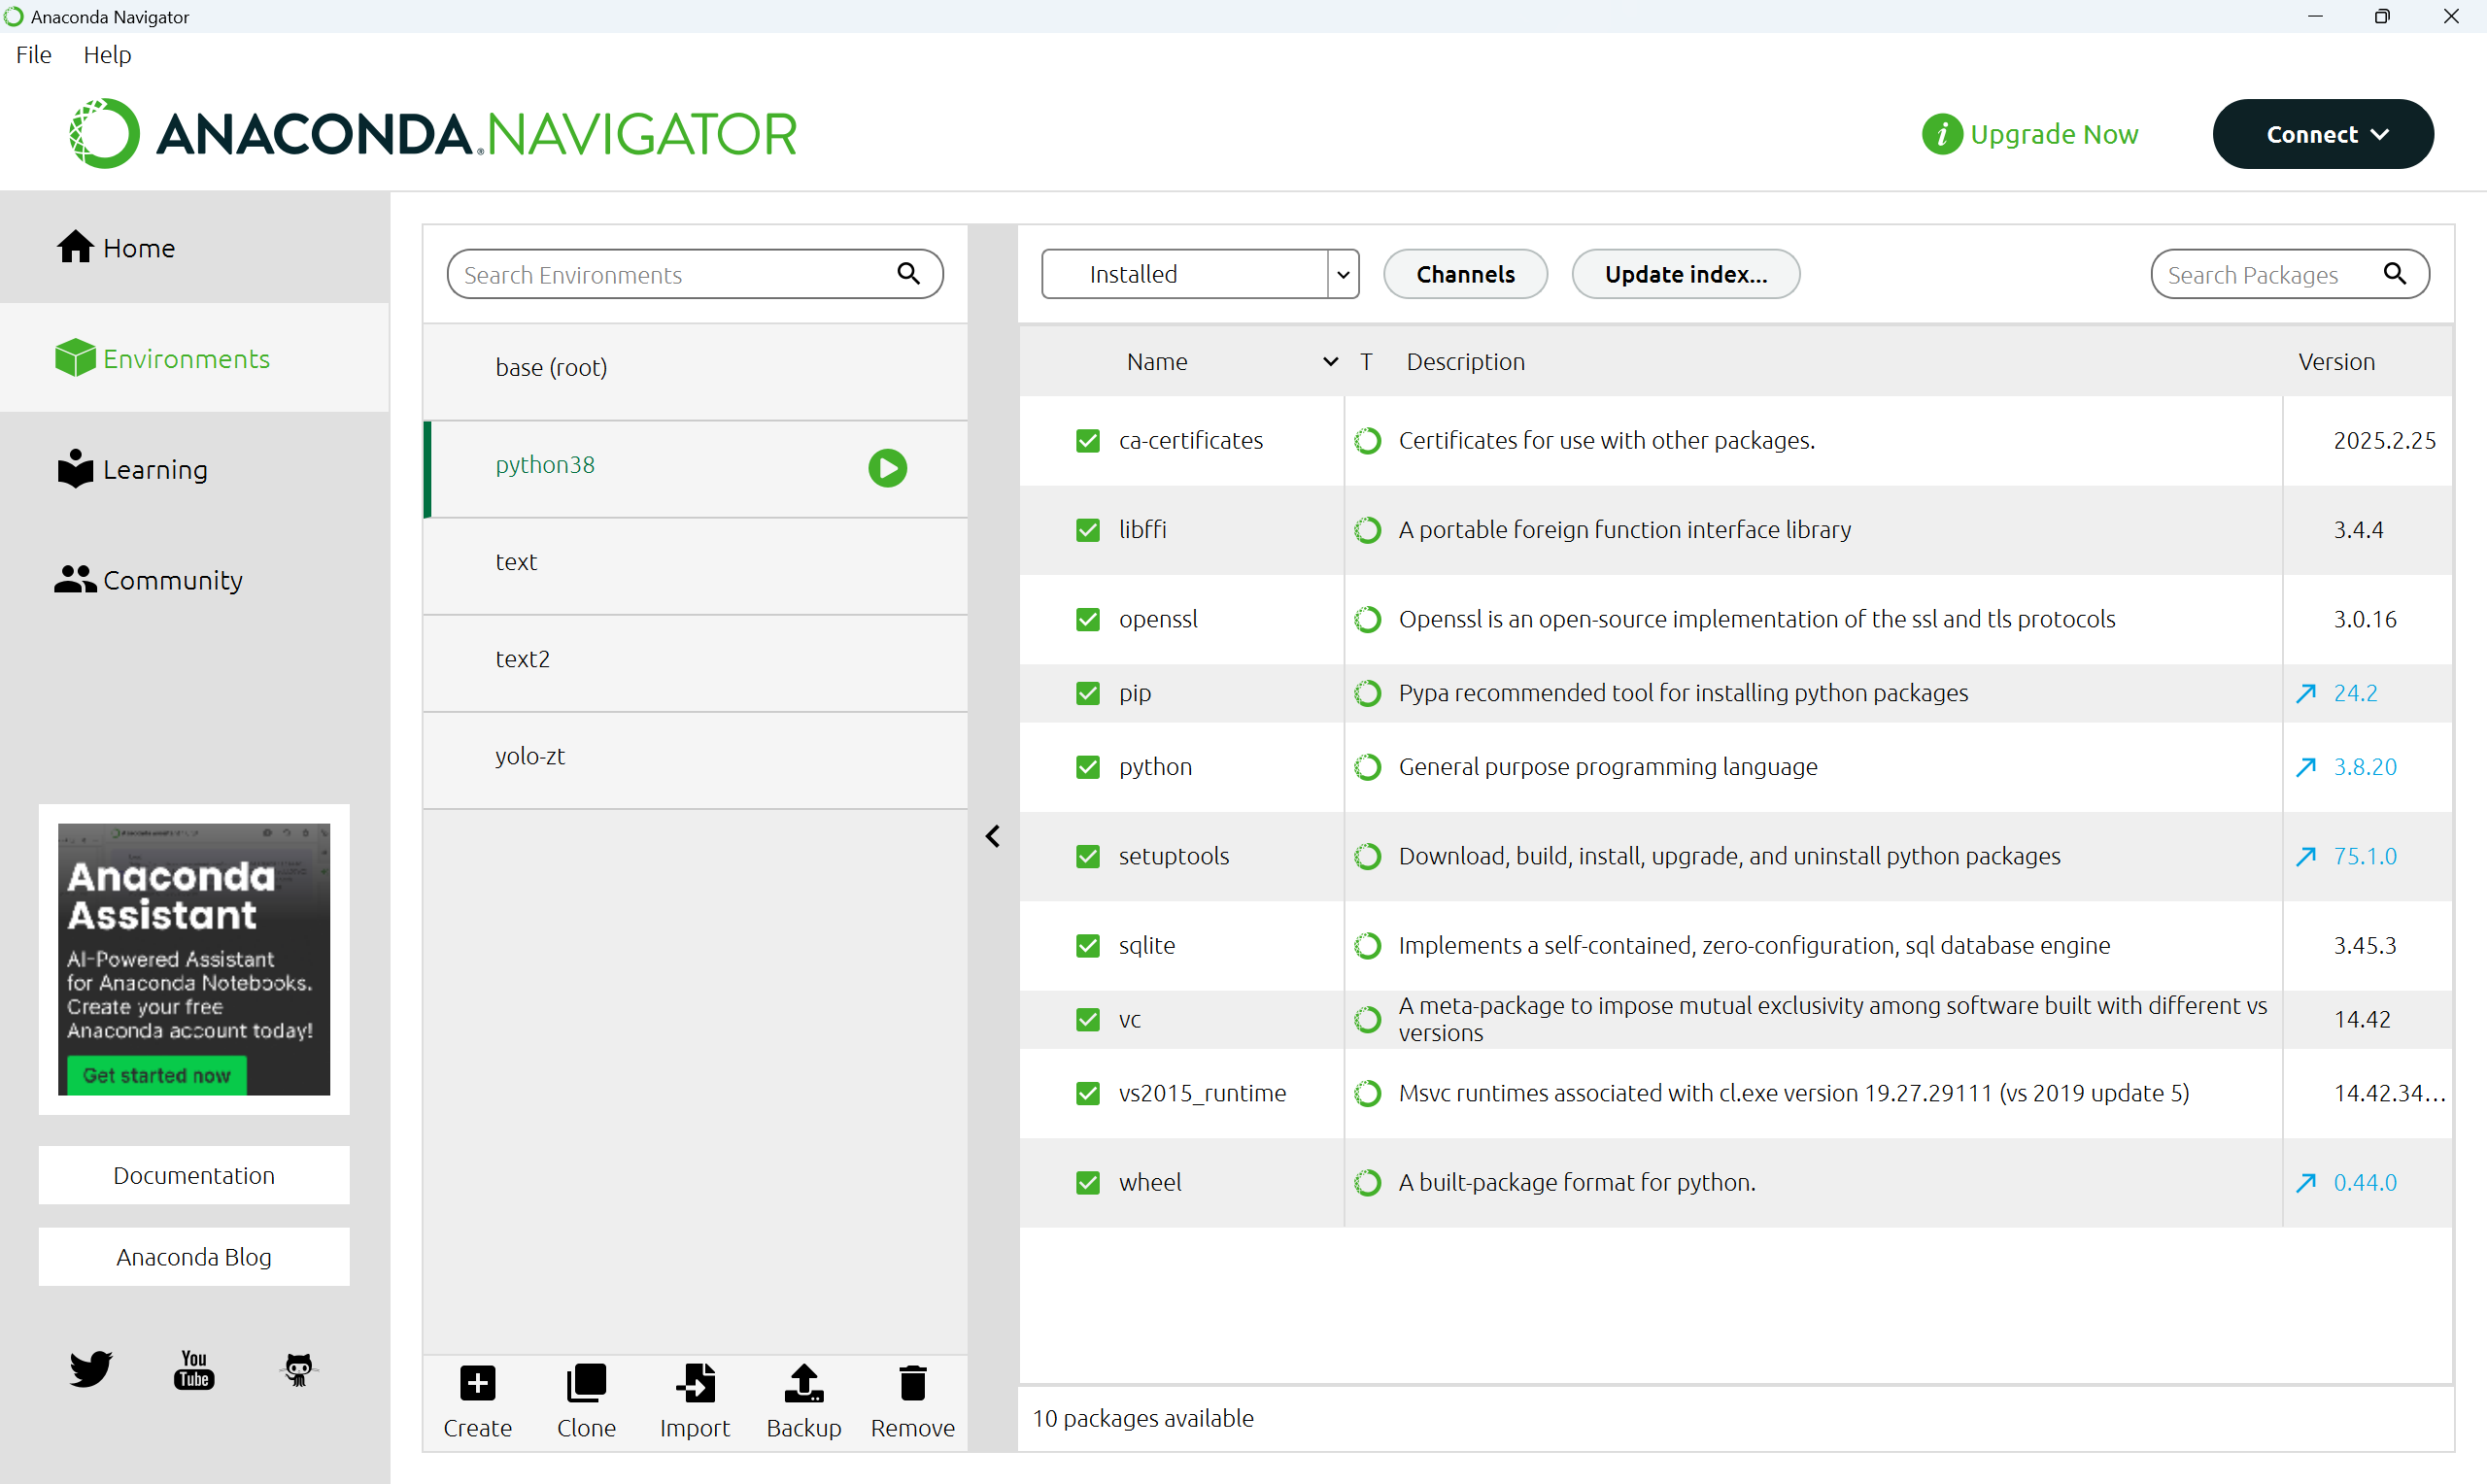 Anaconda Navigator
File Help
ANACONDA.NAVIGATOR
Upgrade Now
Connect
Home
Environments
Learning
Community
Anaconda
Assistant
AI-Powered Assistant
for Anaconda Notebooks.
Create your free
Anaconda account today!
Get started now
Documentation
Anaconda Blog
You
Tube
Search Environments
base (root)
python38
text
text2
yolo-zt
Create Clone Import Backup Remove
Installed Channels Update index... Search Packages
Name T Description Version
ca-certificates Certificates for use with other packages. 2025.2.25
libffi A portable foreign function interface library 3.4.4
openssl Openssl is an open-source implementation of the ssl and tls protocols 3.0.16
pip Pypa recommended tool for installing python packages 24.2
python General purpose programming language 3.8.20
setuptools Download, build, install, upgrade, and uninstall python packages 75.1.0
sqlite Implements a self-contained, zero-configuration, sql database engine 3.45.3
vc A meta-package to impose mutual exclusivity among software built with different vs
versions 14.42
vs2015_runtime Msvc runtimes associated with cl.exe version 19.27.29111 (vs 2019 update 5) 14.42.34...
wheel A built-package format for python. 0.44.0
10 packages available